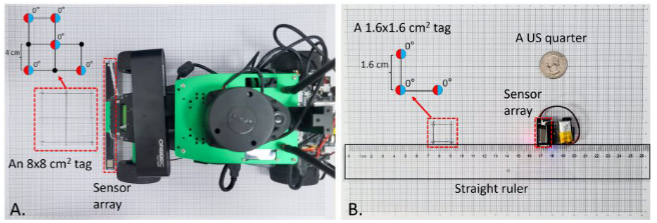 0° 0°
0°
4 cm
0° 0°
An 8x8 cm² tag
Sensor
array
ORBBEC
A.
A 1.6x1.6 cm² tag
0°
1.6 cm
0° 0°
A US quarter
Sensor
array
Straight ruler
B.